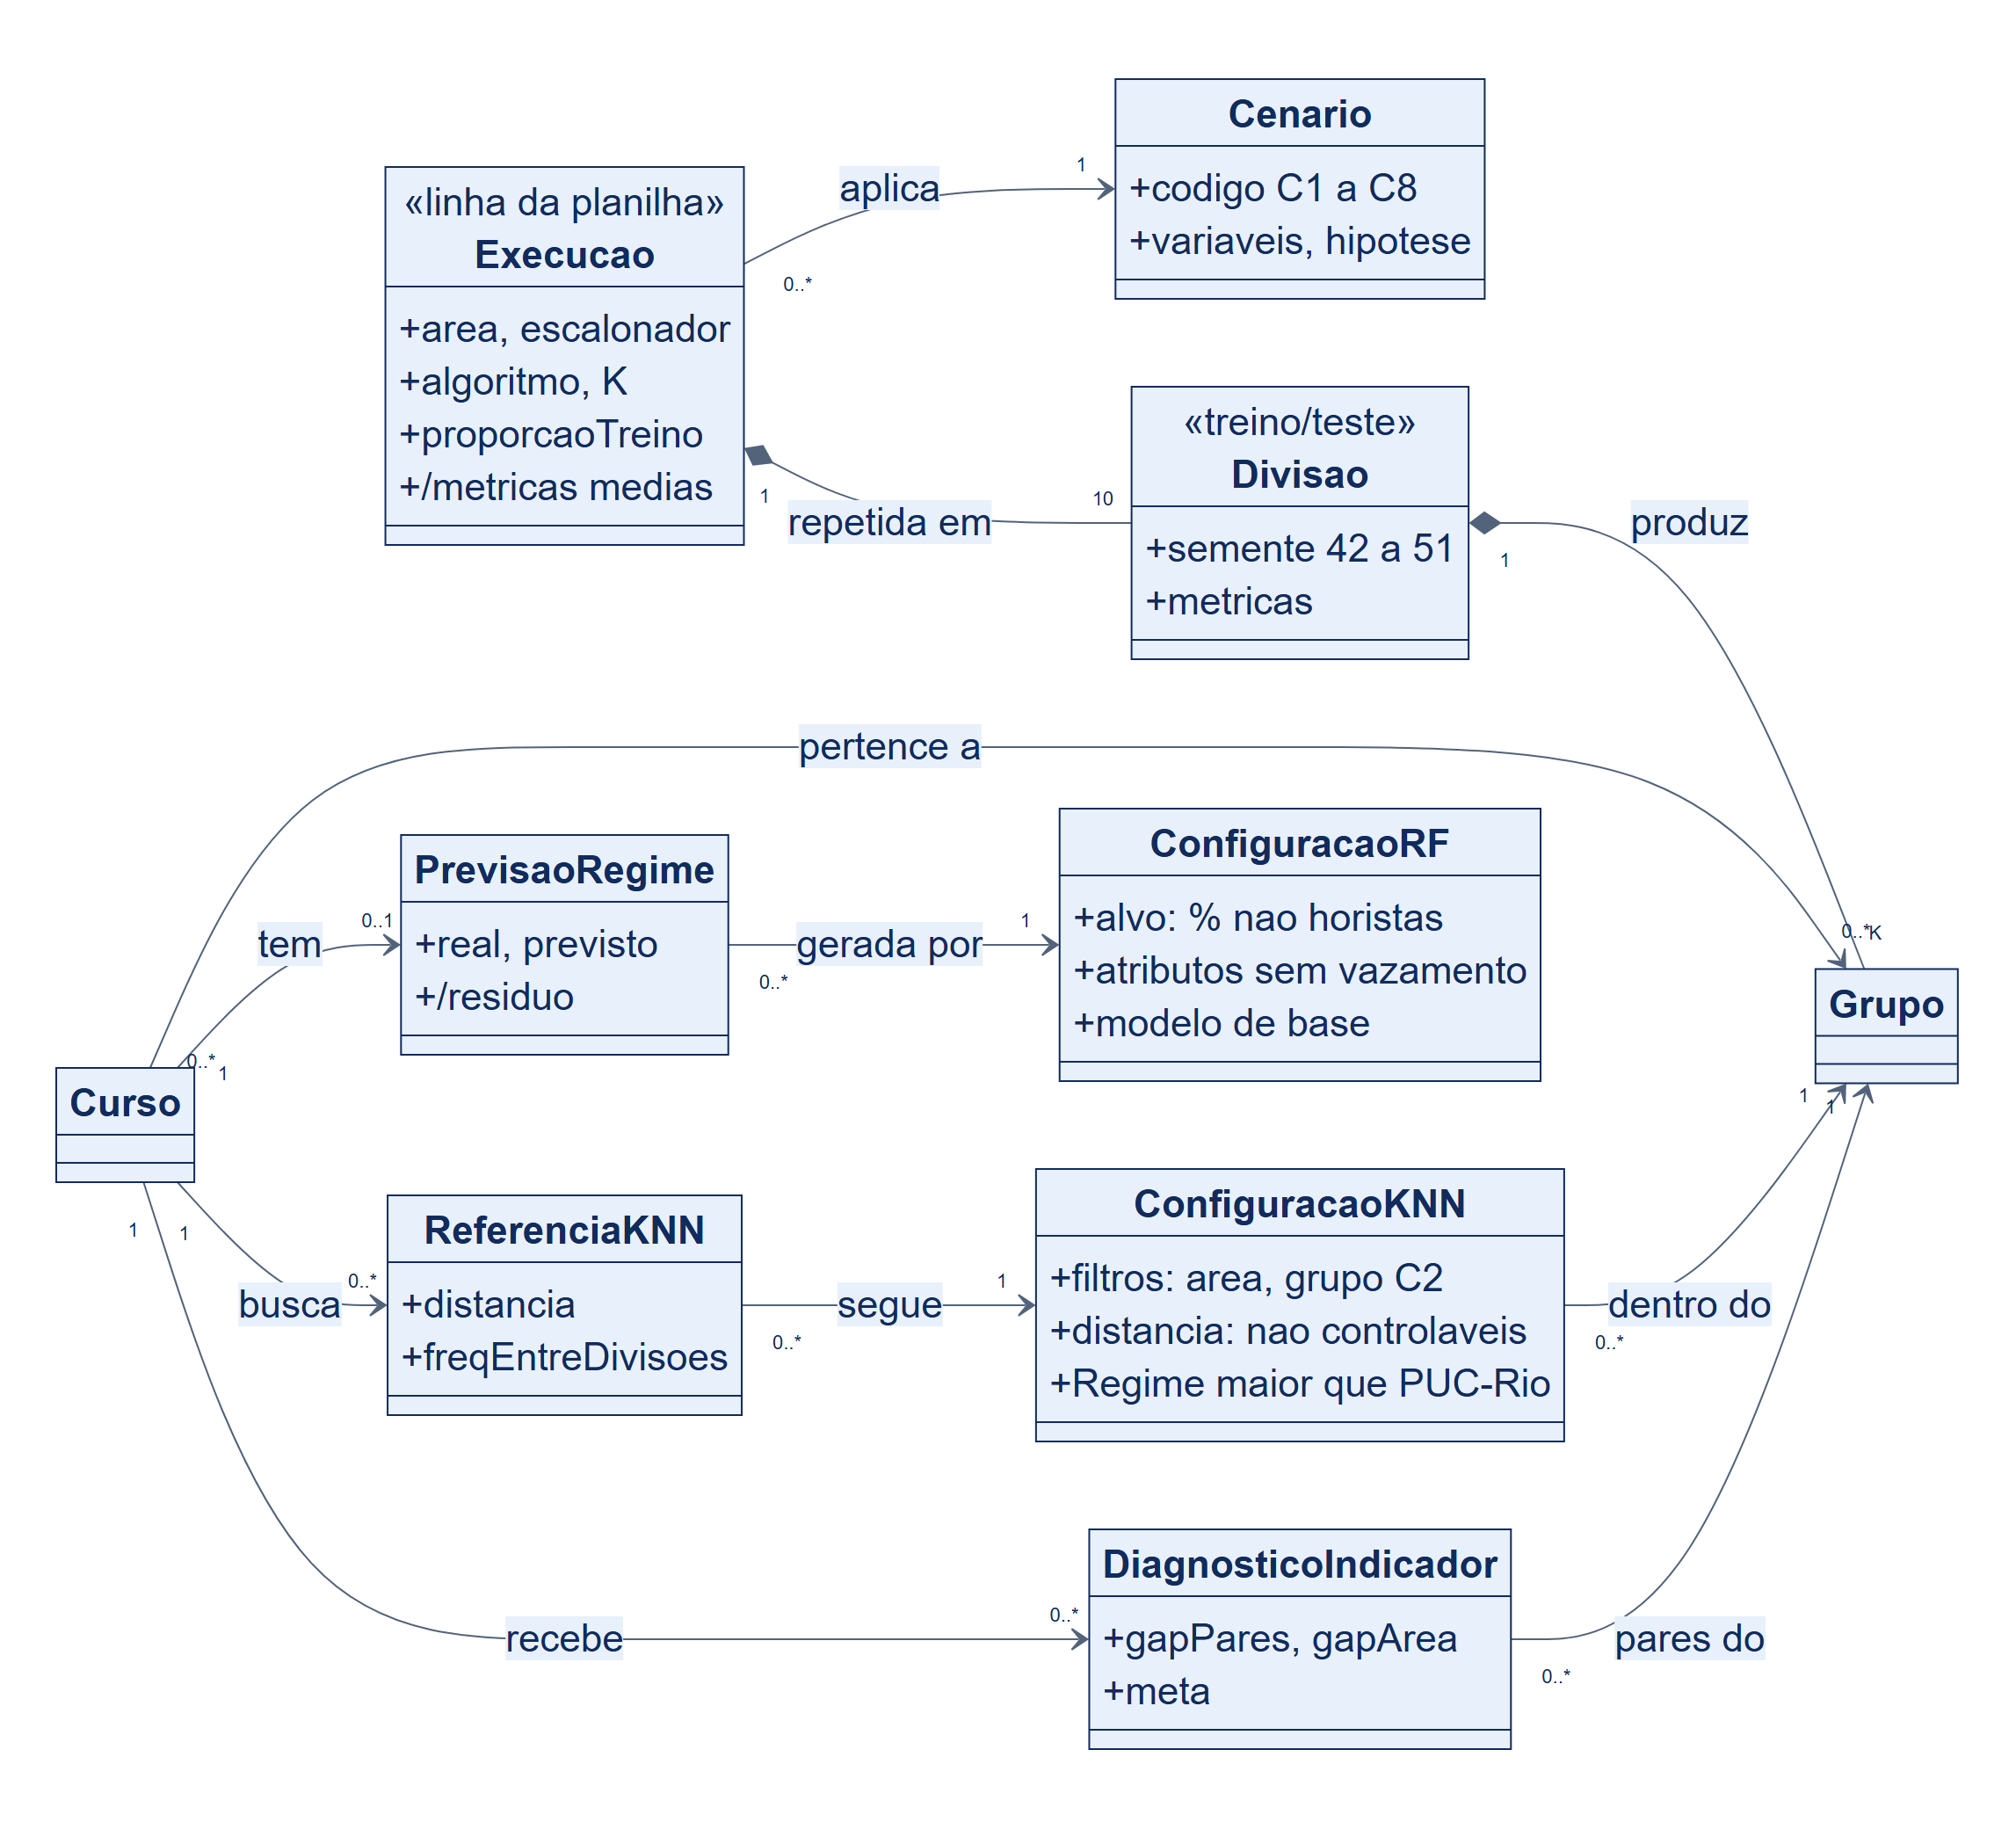 Cenario
+codigo C1 a C8
+variaveis, hipotese
«linha da planilha»
Execucao
+area, escalonador
+algoritmo, K
+proporcaoTreino
+/metricas medias
aplica
1
0..*
«treino/teste»
Divisao
+semente 42 a 51
+metricas
1
repetida em
10
1
produz
pertence a
PrevisaoRegime
+real, previsto
+/residuo
ConfiguracaoRF
+alvo: % nao horistas
+atributos sem vazamento
+modelo de base
tem
0..1
gerada por
1
0..*
0..*
K
Grupo
0..*
1
Curso
1
1
1
1
ReferenciaKNN
+distancia
+freqEntreDivisoes
ConfiguracaoKNN
+filtros: area, grupo C2
+distancia: nao controlaveis
+Regime maior que PUC-Rio
busca
0..*
segue
1
0..*
dentro do
0..*
DiagnosticoIndicador
+gapPares, gapArea
+meta
recebe
0..*
pares do
0..*